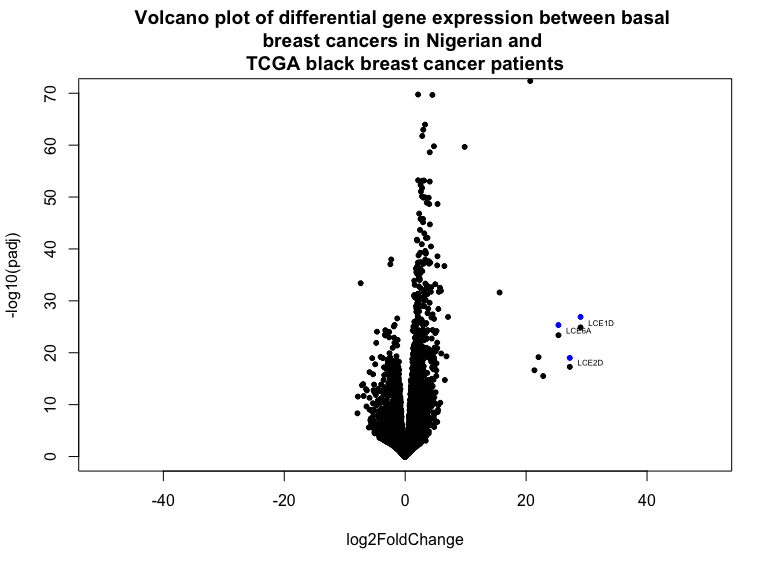 Volcano plot of differential gene expression between basal
breast cancers in Nigerian and
TCGA black breast cancer patients
70
60
50
40
30
20
10
0
-log10(padj)
LCE1D
LCE6A
LCE2D
-40 -20 0 20 40
log2FoldChange